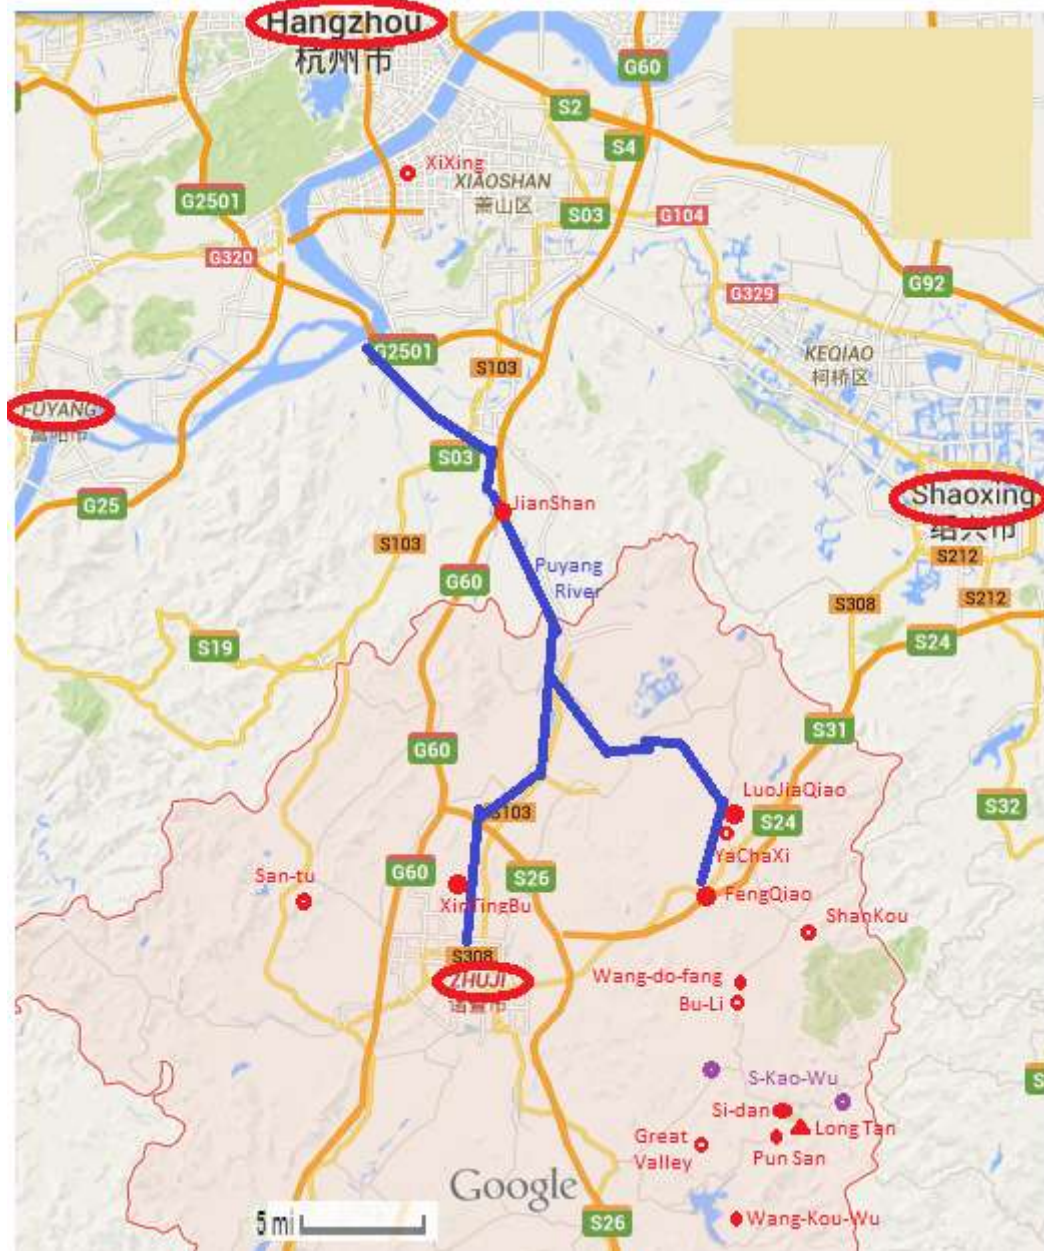 Hangzhou
杭州市
G60
S2
S4
XiXing
XIAOSHAN
萧山区
G2501
S03
G104
G320
G92
G329
G2501
KEQIAO
柯桥区
S103
FUYANG
富阳市
S03
Shaoxing
绍兴市
G25
JianShan
S103
S212
Puyang
River
G60
S308
S212
S19
S24
S31
G60
LuoJiaQiao
S103
S24
S32
YaChaXi
San-tu
G60
S26
XinTingBu
FengQiao
ShanKou
S308
Wang-do-fang
ZHUJI
诸暨市
Bu-Li
S-Kao-Wu
S
Si-dan
Long Tan
Great
Valley
Pun San
Google
5 mi
S26
Wang-Kou-Wu